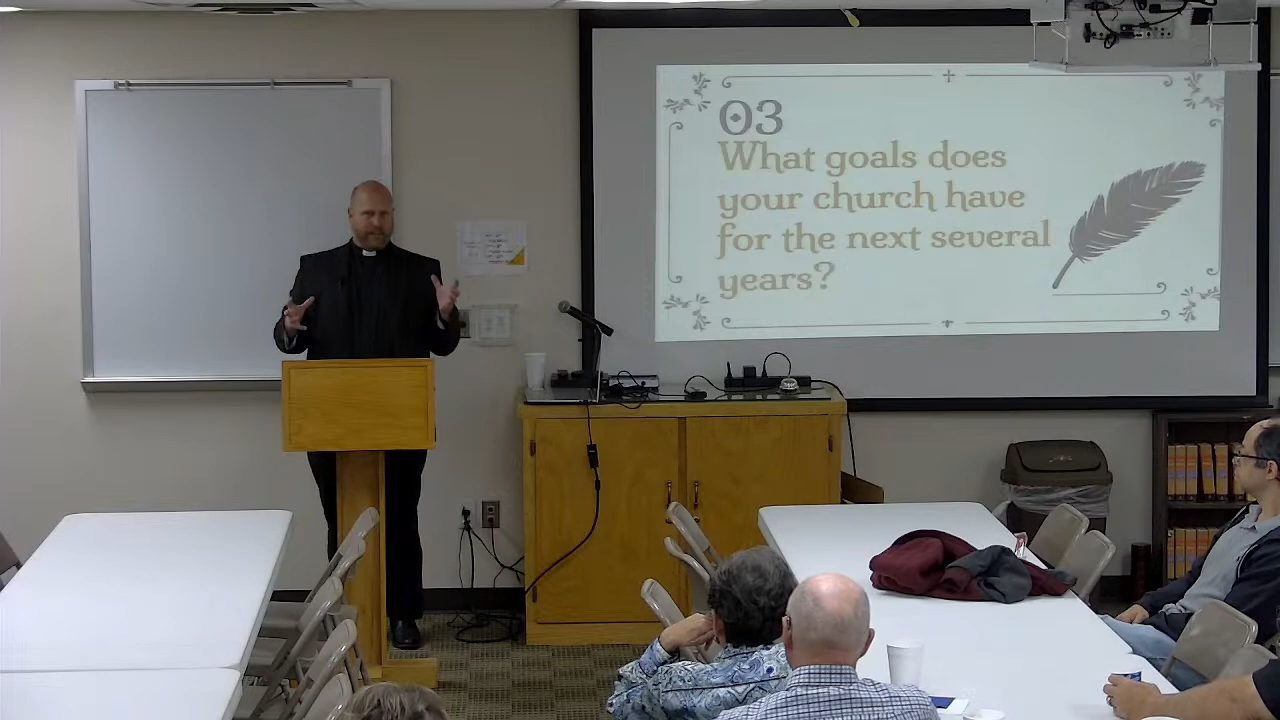 03
What goals does
your church have
for the next several
years?